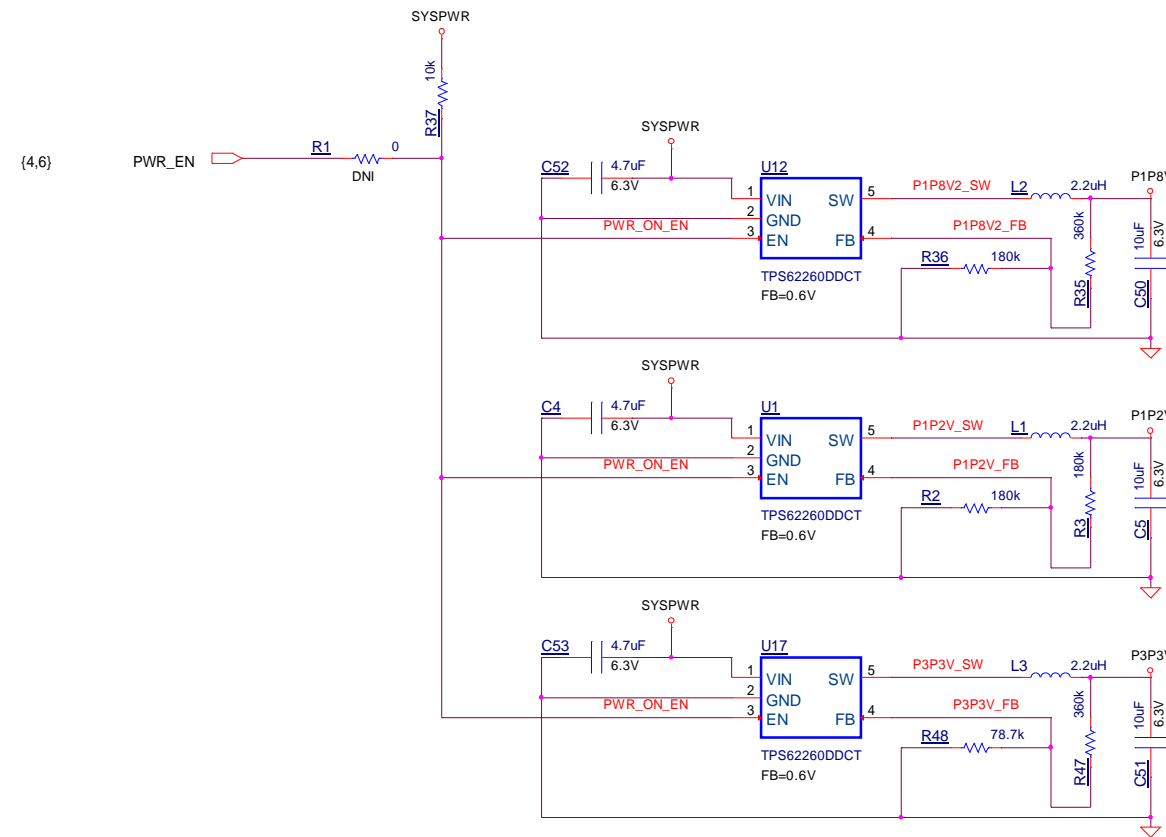 SYSPWR
10k
R37
{4,6}
PWR_EN
R1
0
DNI
SYSPWR
C52
4.7uF
6.3V
U12
1
VIN
2
GND
3
EN
SW
5
FB
4
PWR_ON_EN
TPS62260DDCT
FB=0.6V
P1P8V2_SW
L2
2.2uH
P1P8V2_FB
R36
180k
360k
R35
P1P8V
10uF
6.3V
C50
SYSPWR
C4
4.7uF
6.3V
U1
1
VIN
2
GND
3
EN
SW
5
FB
4
PWR_ON_EN
TPS62260DDCT
FB=0.6V
P1P2V_SW
L1
2.2uH
P1P2V_FB
R2
180k
180k
R3
P1P2V
10uF
6.3V
C5
SYSPWR
C53
4.7uF
6.3V
U17
1
VIN
2
GND
3
EN
SW
5
FB
4
PWR_ON_EN
TPS62260DDCT
FB=0.6V
P3P3V_SW
L3
2.2uH
P3P3V_FB
R48
78.7k
360k
R47
P3P3V
10uF
6.3V
C51